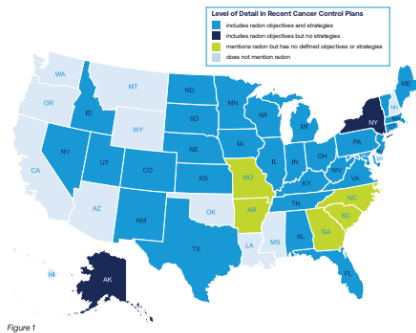 Level of Detail in Recent Cancer Control Plans
includes radon objectives and strategies
includes radon objectives but no strategies
mentions radon but has no defined objectives or strategies
does not mention radon
WA
MT
ND
MN
ME
OR
ID
SD
WI
MI
NY
WY
NE
IA
PA
NV
UT
CO
KS
IL
IN
OH
WV
VA
CA
MO
KY
NC
AZ
NM
OK
AR
TN
SC
TX
LA
MS
AL
GA
HI
AK
FL
Figure 1